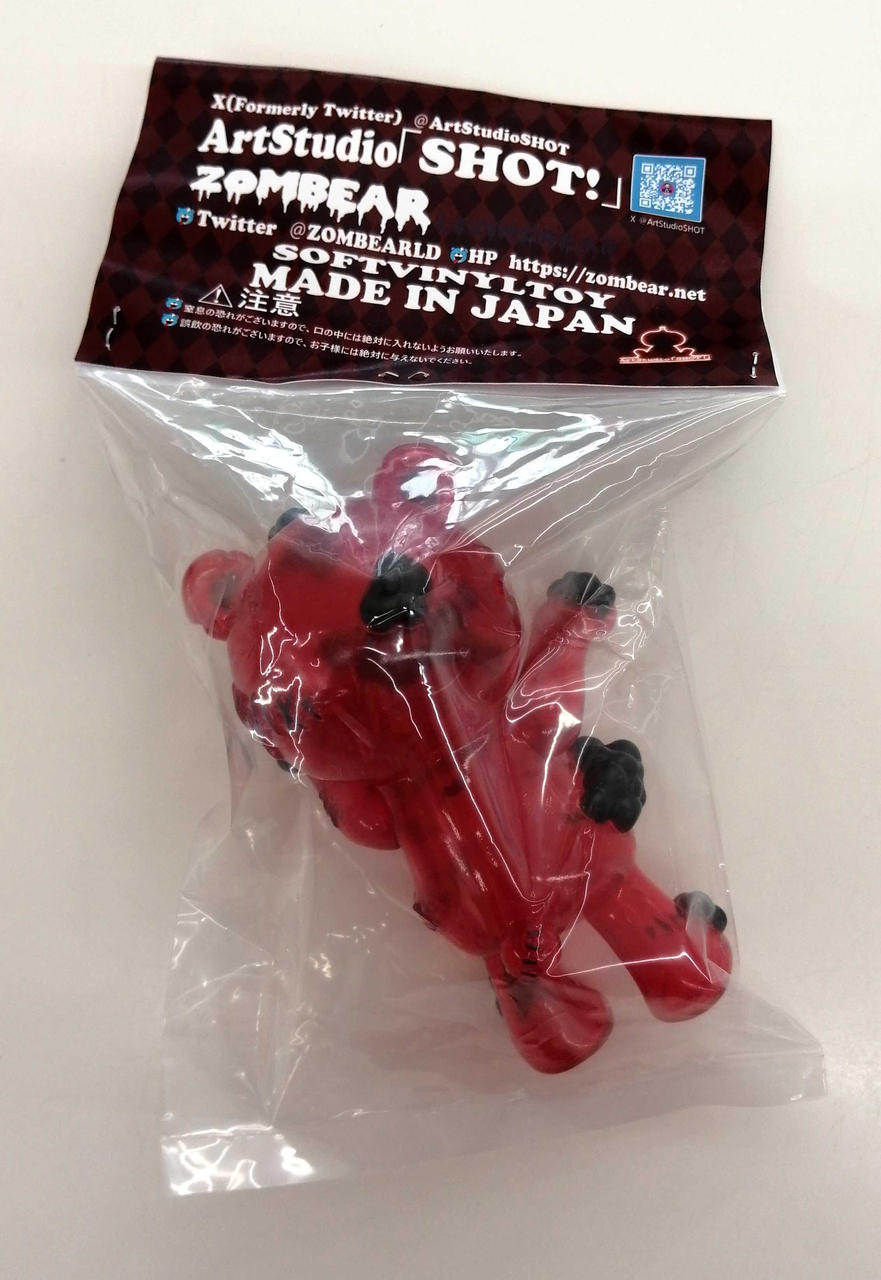 X(Formerly Twitter) @ArtStudioSHOT
ArtStudio「SHOT!」
ZOMBEAR
X @ArtStudioSHOT
Twitter @ZOMBEARLD HP https://zombear.net
SOFTVINYLTOY
MADE IN JAPAN
注意
窒息の恐れがございますので、口の中には絶対に入れないようお願いいたします。
誤飲の恐れがございますので、お子様には絶対に与えないでください。